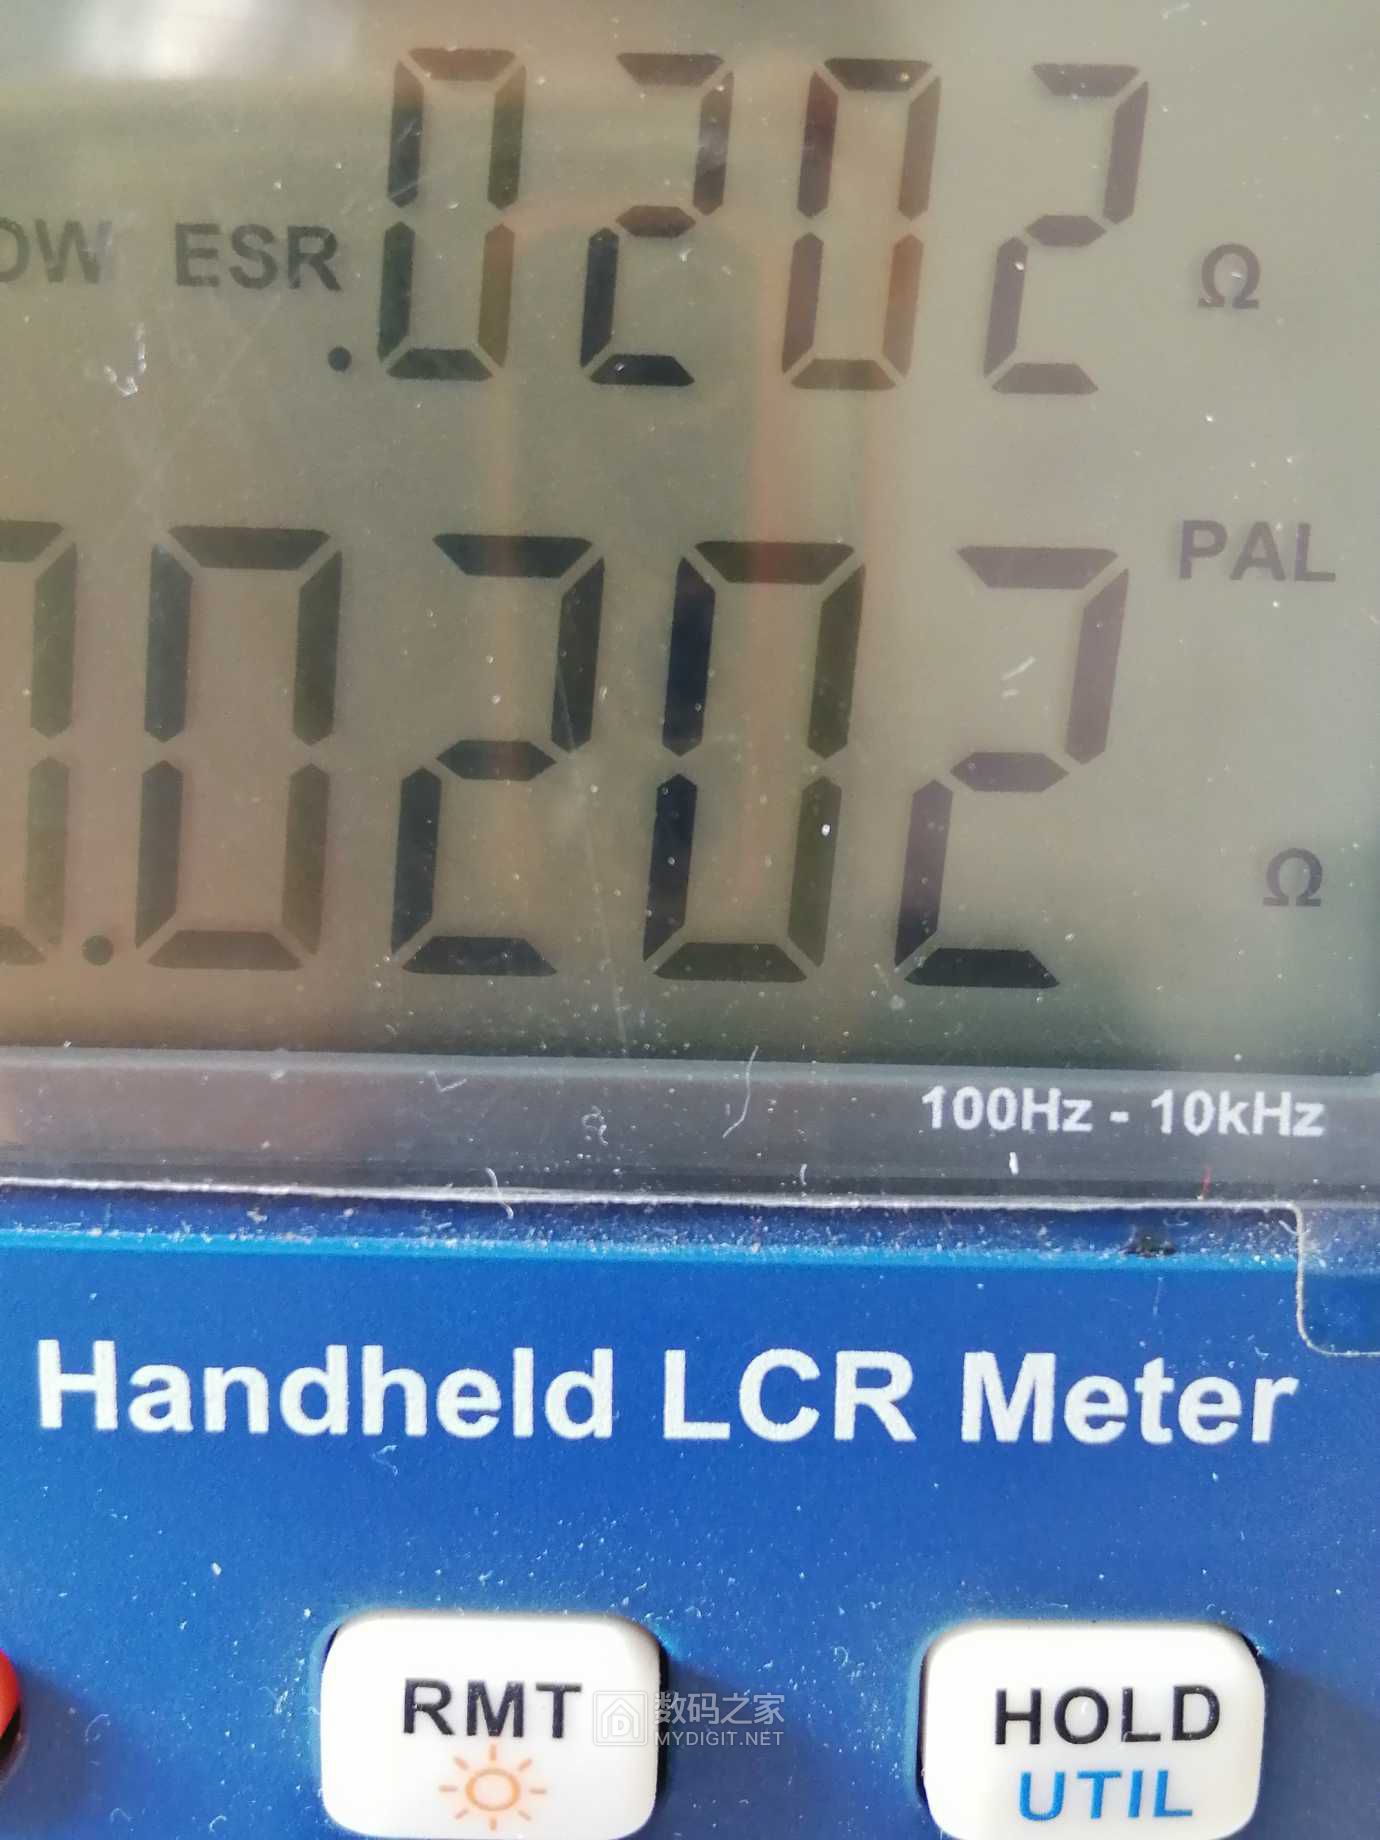 OW ESR .0202 Ω
PAL
0.0202 Ω
100Hz - 10kHz
Handheld LCR Meter
RMT
HOLD
UTIL
数码之家
MYDIGIT.NET